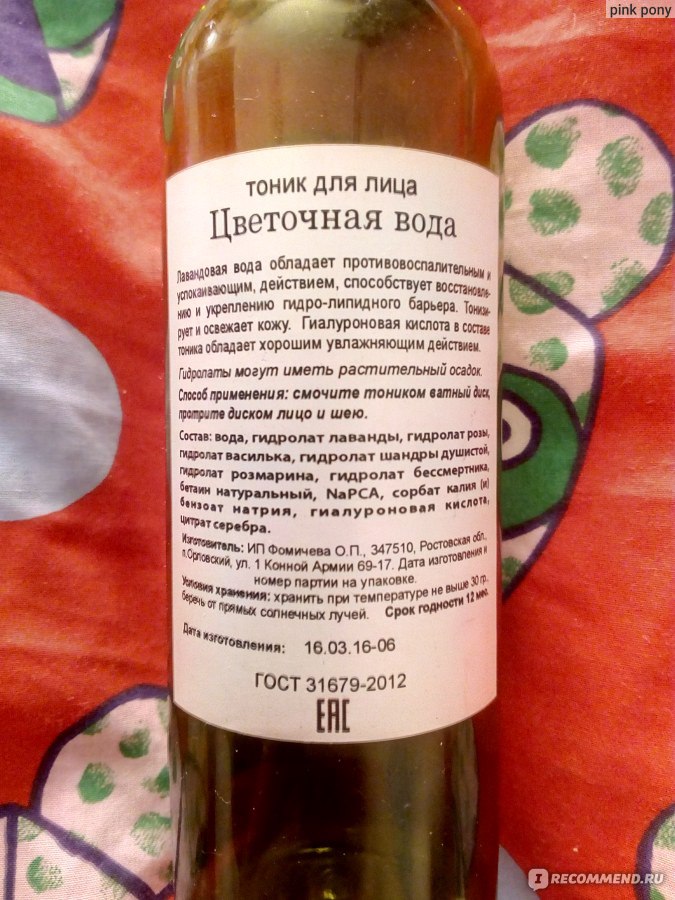 pink pony
тоник для лица
Цветочная вода
Лавандовая вода обладает противовоспалительным и
успокаивающим, действием, способствует восстановле-
нию и укреплению гидро-липидного барьера. Тонизи-
рует и освежает кожу. Гиалуроновая кислота в составе
тоника обладает хорошим увлажняющим действием.
Гидролаты могут иметь растительный осадок.
Способ применения: смочите тоником ватный диск,
протрите диском лицо и шею.
Состав: вода, гидролат лаванды, гидролат розы,
гидролат василька, гидролат шандры душистой,
гидролат розмарина, гидролат бессмертника,
бетаин натуральный, NaPCA, сорбат калия (и)
бензоат натрия, гиалуроновая кислота,
цитрат серебра.
Изготовитель: ИП Фомичева О.П., 347510, Ростовская обл.,
п.Орловский, ул. 1 Конной Армии 69-17. Дата изготовления и
номер партии на упаковке.
Условия хранения: хранить при температуре не выше 30 гр.,
беречь от прямых солнечных лучей. Срок годности 12 мес.
Дата изготовления: 16.03.16-06
ГОСТ 31679-2012
EAC
IRECOMMEND.RU